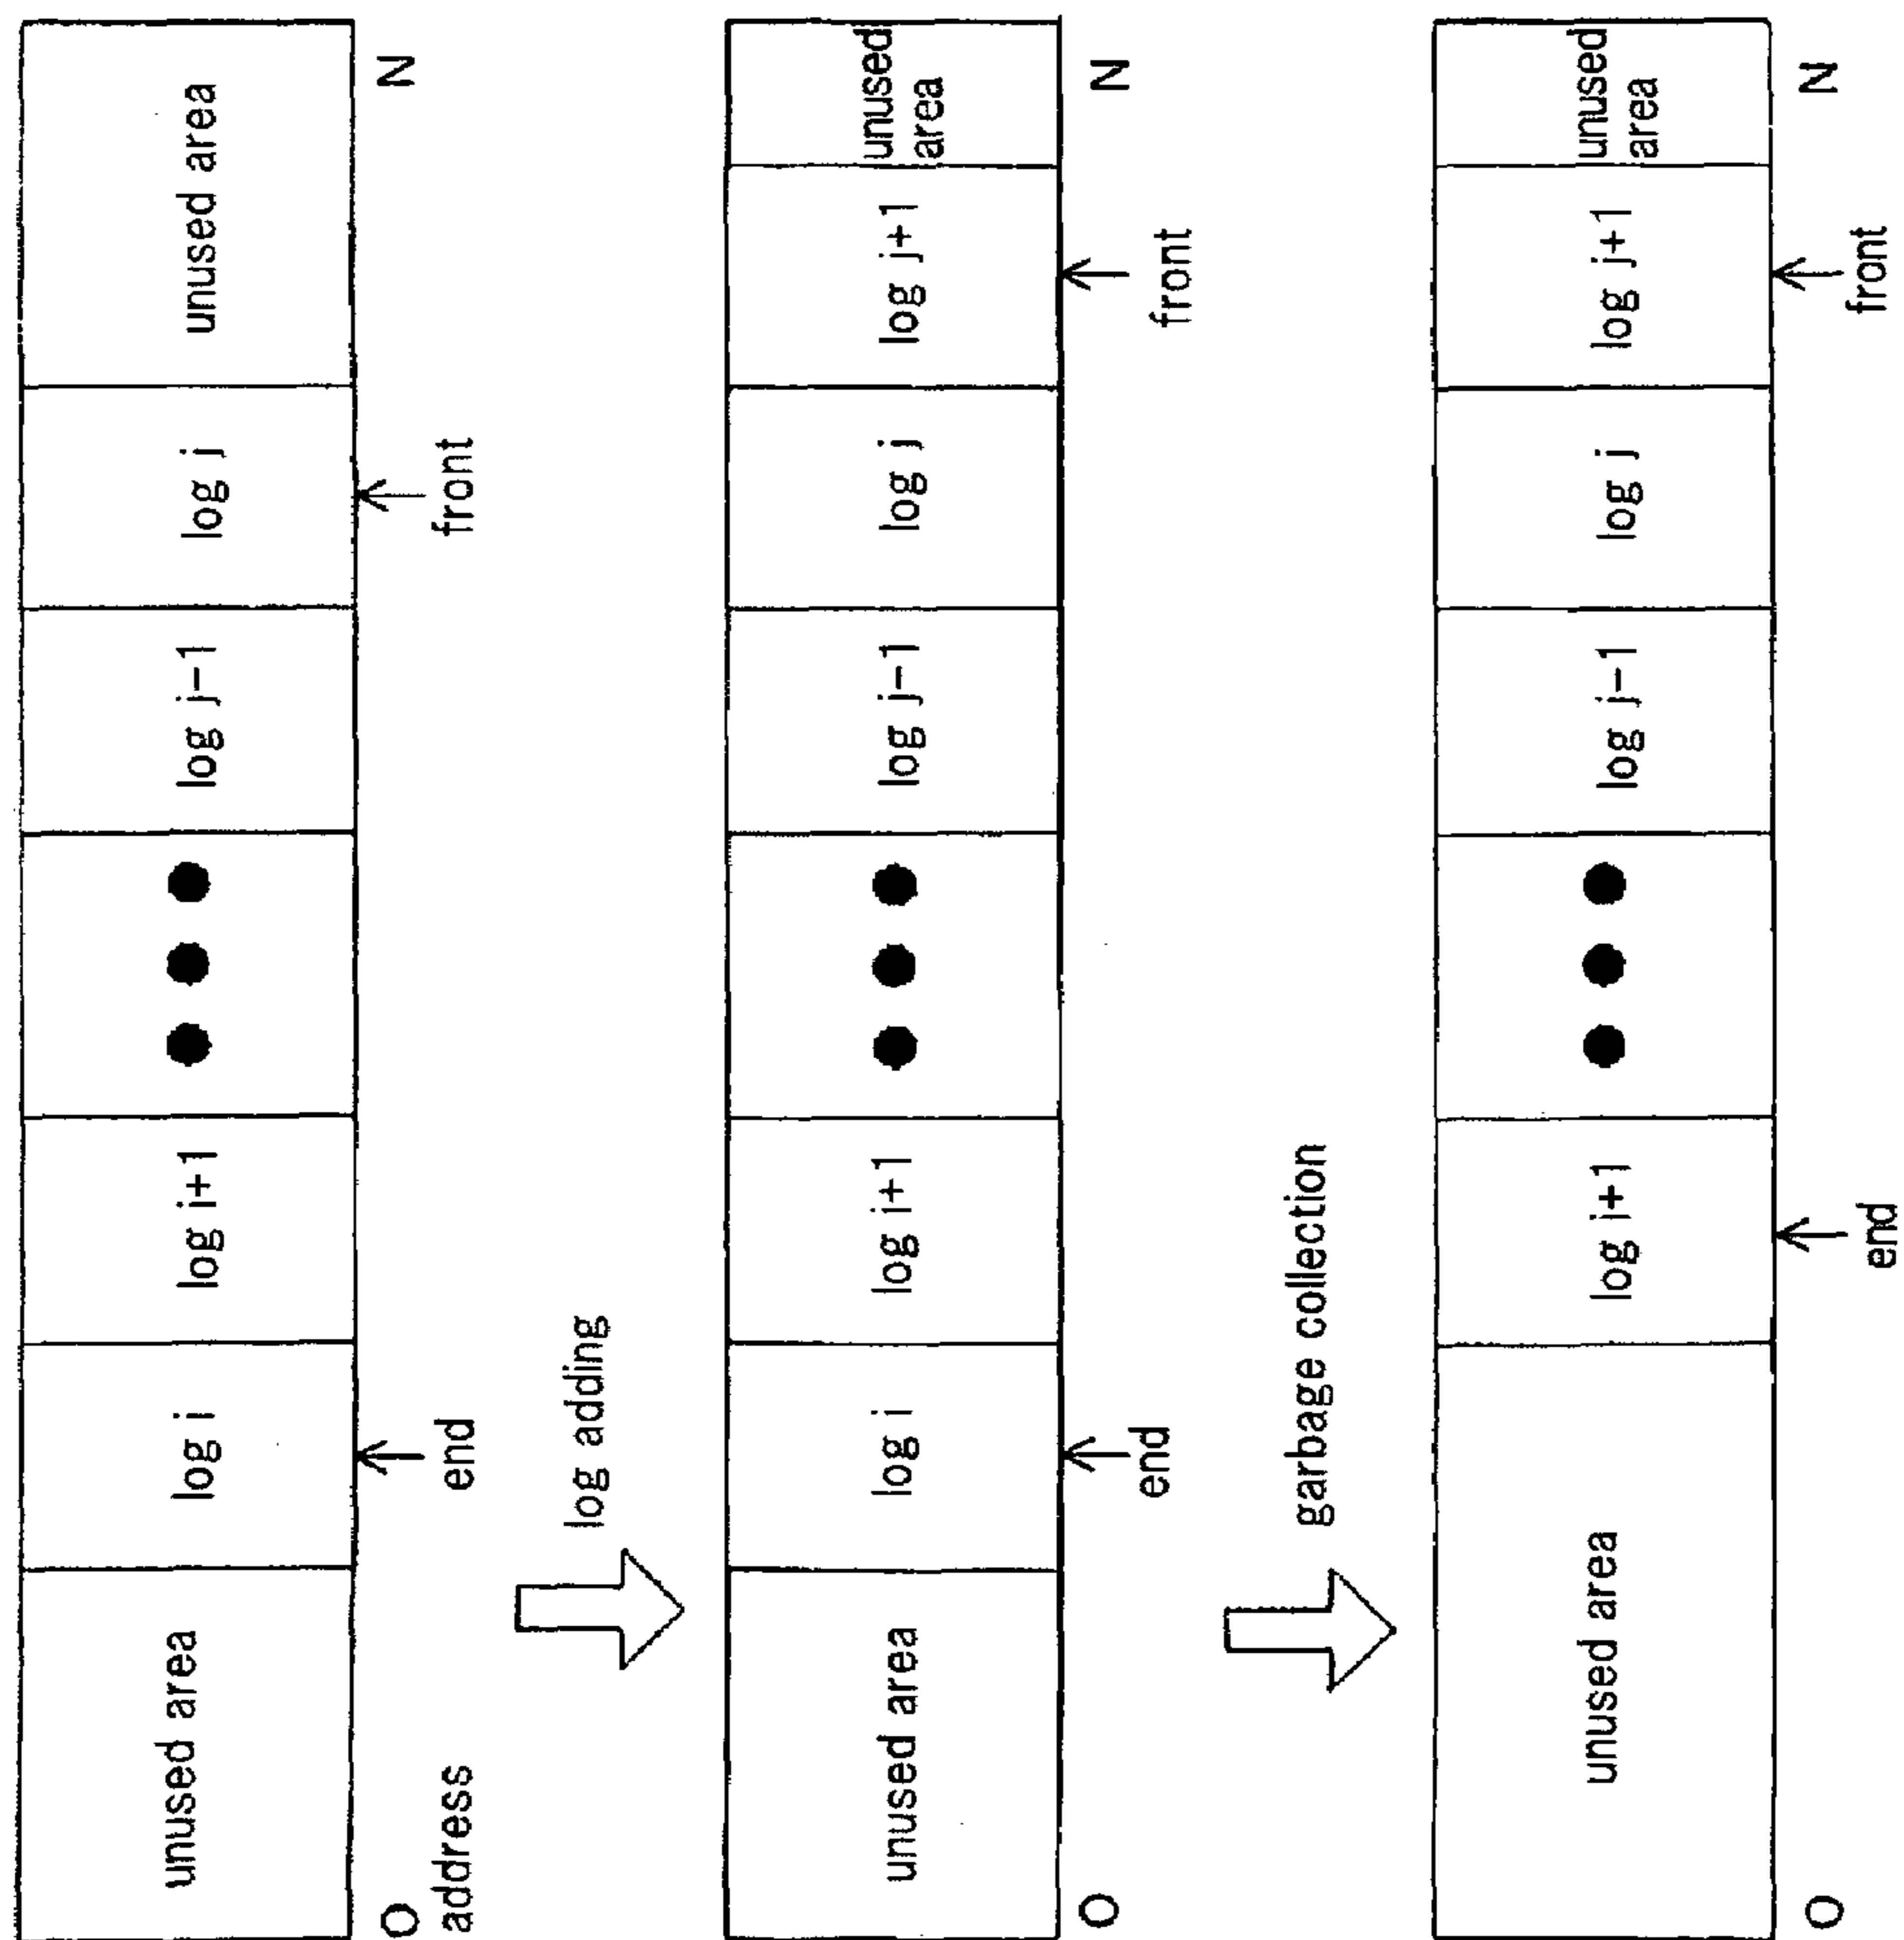 unused area
log i
log i+1
log j-1
log j
unused area
O
address
end
front
N
log adding
unused area
log i
log i+1
log j-1
log j
log j+1
unused
area
O
end
front
N
garbage collection
unused area
log i+1
log j-1
log j
log j+1
unused
area
O
end
front
N